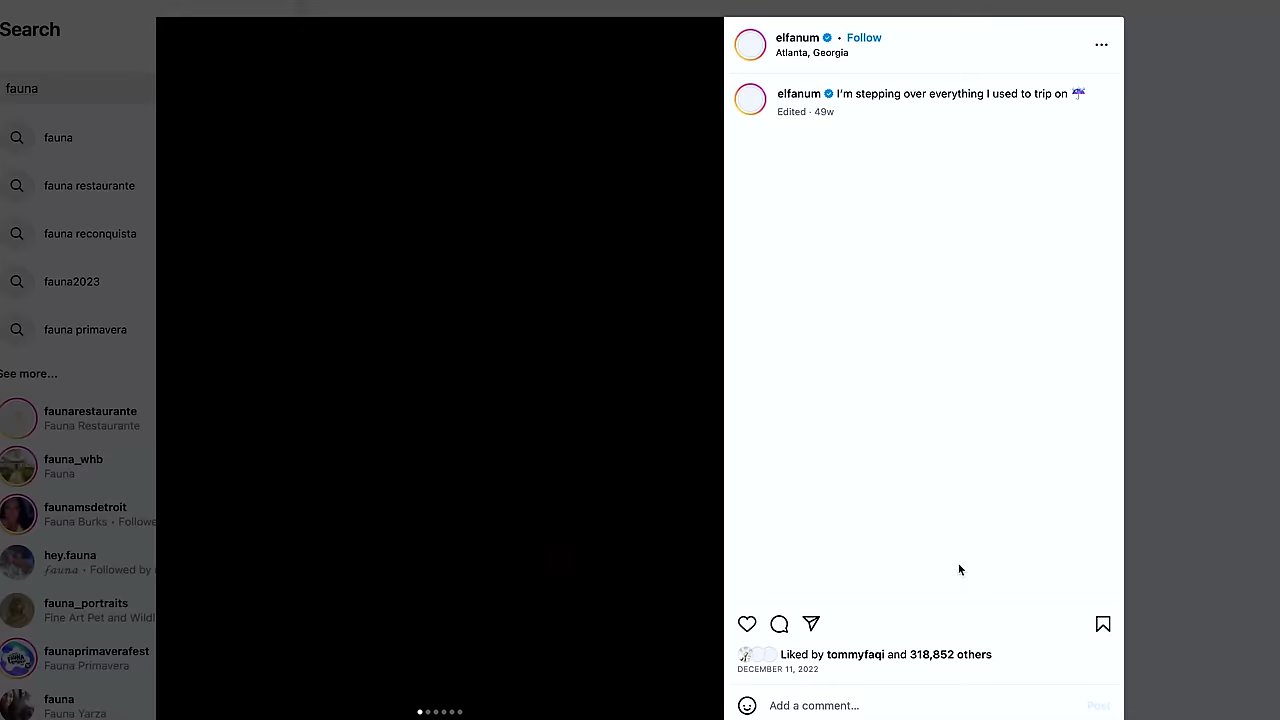 Search
fauna
fauna
fauna restaurante
fauna reconquista
fauna2023
fauna primavera
See more...
faunarestaurante
Fauna Restaurante
fauna_whb
Fauna
faunamsdetroit
Fauna Burks • Followe
hey.fauna
fauna • Followed by
fauna_portraits
Fine Art Pet and Wildl
faunaprimaverafest
Fauna Primavera
fauna
Fauna Yarza
elfanum • Follow
Atlanta, Georgia
elfanum I'm stepping over everything I used to trip on ☔
Edited · 49w
Liked by tommyfaqi and 318,852 others
DECEMBER 11, 2022
Add a comment...
Post